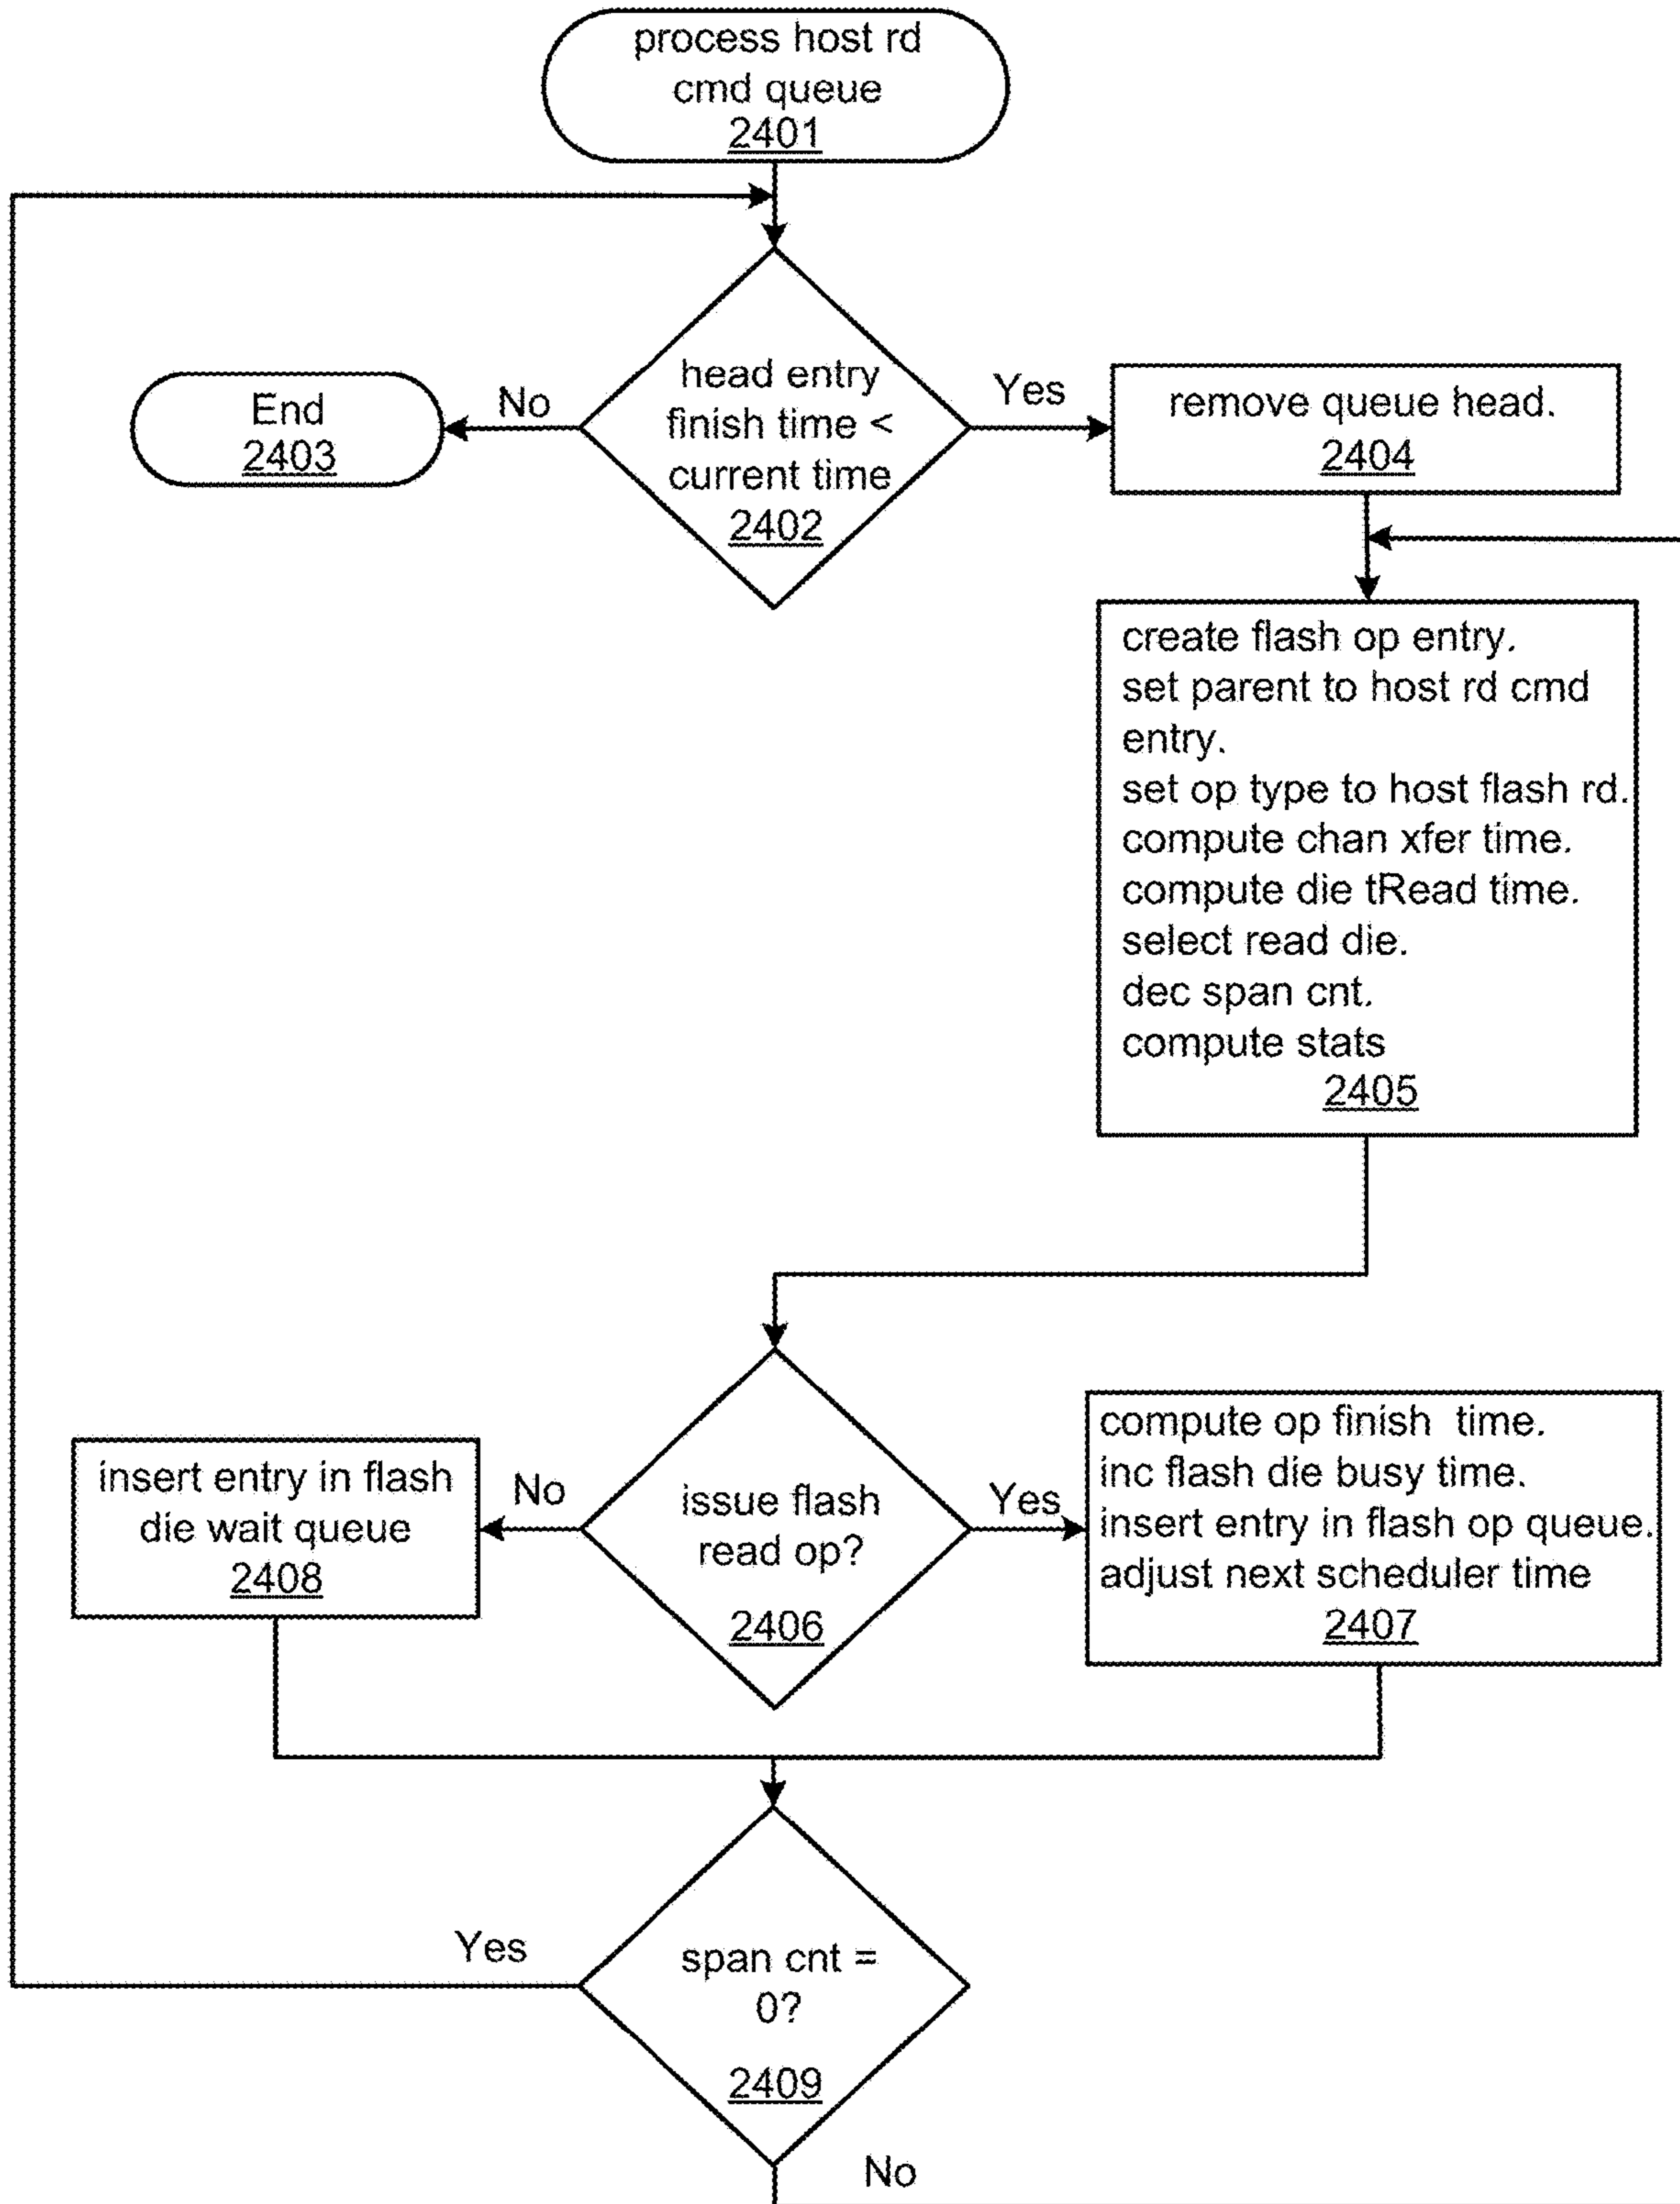 process host rd
cmd queue
2401
head entry
finish time <
current time
2402
No
End
2403
Yes
remove queue head.
2404
create flash op entry.
set parent to host rd cmd
entry.
set op type to host flash rd.
compute chan xfer time.
compute die tRead time.
select read die.
dec span cnt.
compute stats
2405
issue flash
read op?
2406
No
insert entry in flash
die wait queue
2408
Yes
compute op finish time.
inc flash die busy time.
insert entry in flash op queue.
adjust next scheduler time
2407
span cnt =
0?
2409
Yes
No